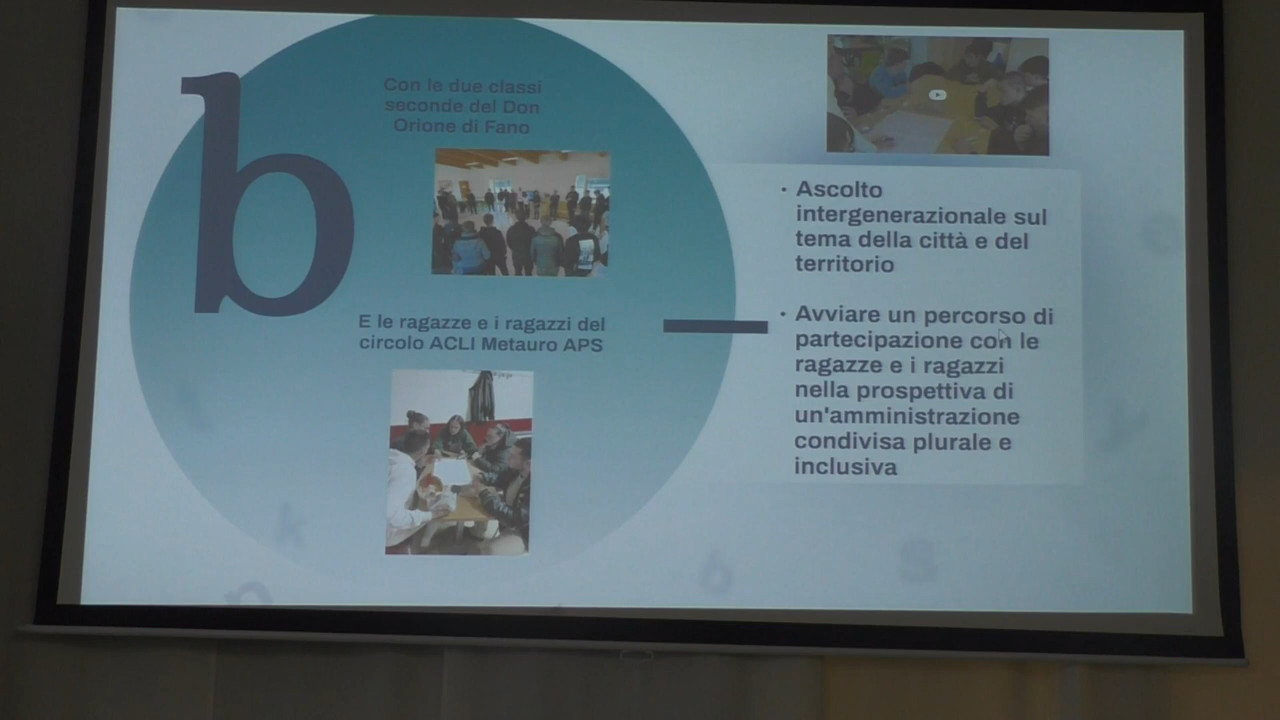 b
Con le due classi
seconde del Don
Orione di Fano
E le ragazze e i ragazzi del
circolo ACLI Metauro APS
• Ascolto
intergenerazionale sul
tema della città e del
territorio
• Avviare un percorso di
partecipazione con le
ragazze e i ragazzi
nella prospettiva di
un'amministrazione
condivisa plurale e
inclusiva